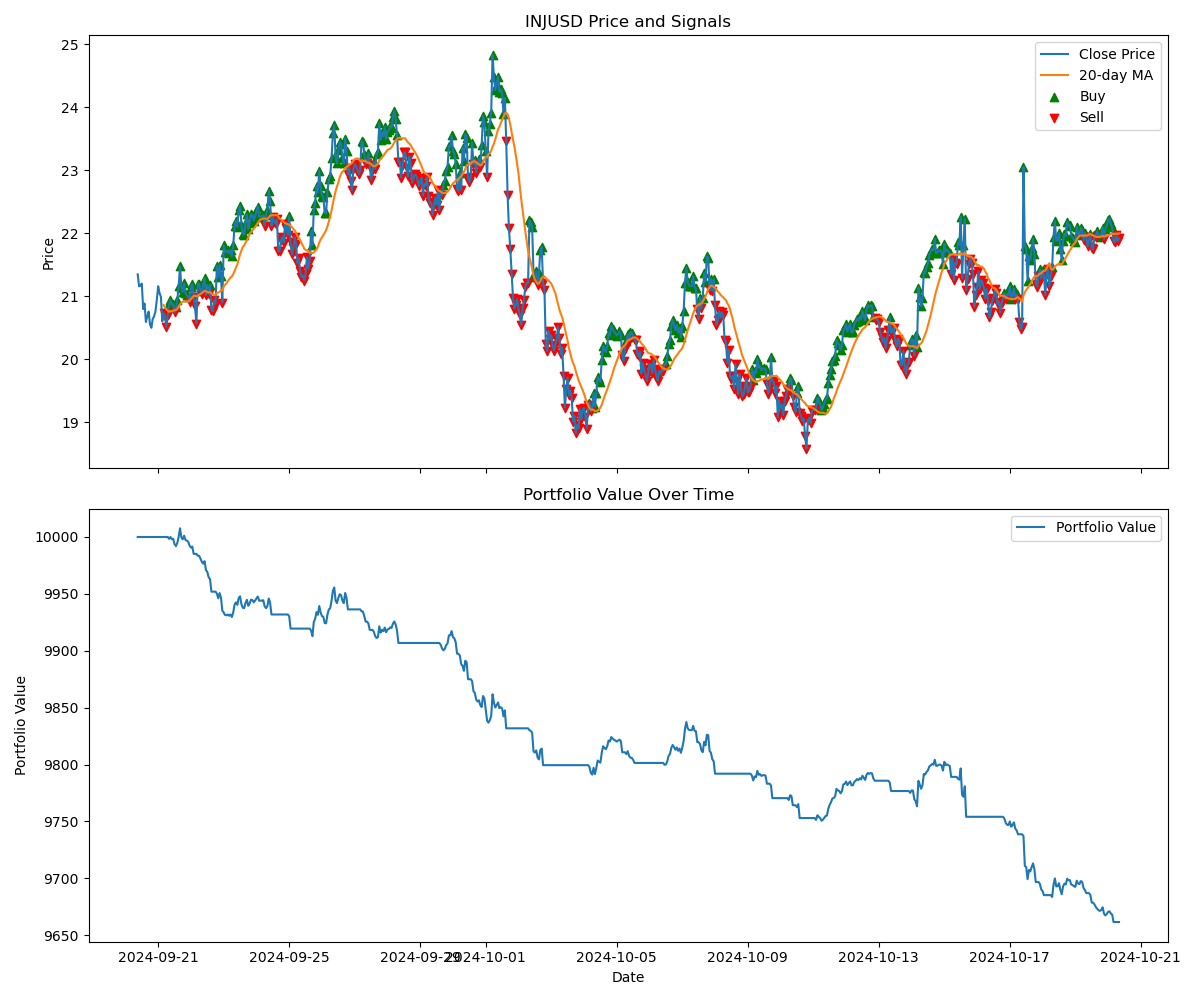 INJUSD Price and Signals
Close Price
20-day MA
Buy
Sell
Price
25
24
23
22
21
20
19
Portfolio Value Over Time
Portfolio Value
Portfolio Value
10000
9950
9900
9850
9800
9750
9700
9650
2024-09-21
2024-09-25
2024-09-29
2024-10-01
2024-10-05
2024-10-09
2024-10-13
2024-10-17
2024-10-21
Date